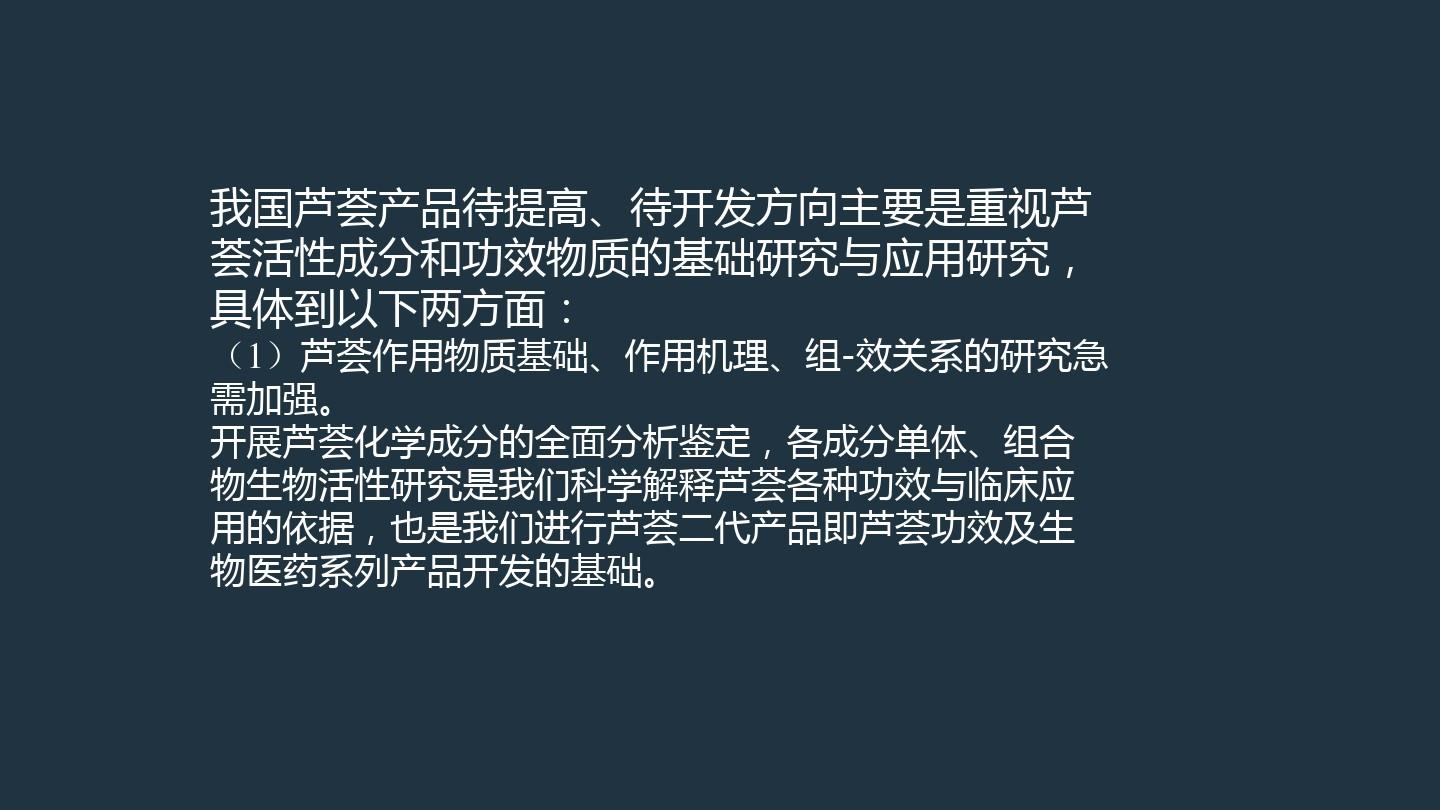 我国芦荟产品待提高、待开发方向主要是重视芦
荟活性成分和功效物质的基础研究与应用研究，
具体到以下两方面：
（1）芦荟作用物质基础、作用机理、组-效关系的研究急
需加强。
开展芦荟化学成分的全面分析鉴定，各成分单体、组合
物生物活性研究是我们科学解释芦荟各种功效与临床应
用的依据，也是我们进行芦荟二代产品即芦荟功效及生
物医药系列产品开发的基础。